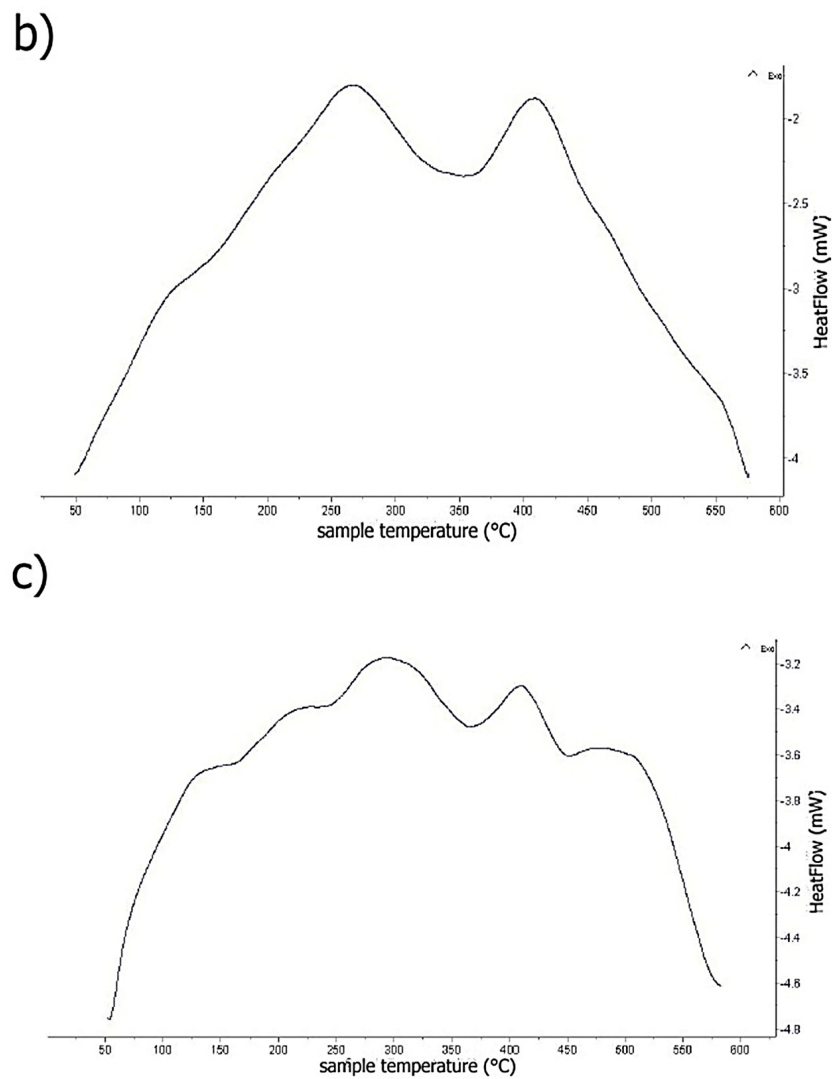 b)
^ Exo
-2
-2.5
-3
-3.5
-4
HeatFlow (mW)
50 100 150 200 250 300 350 400 450 500 550 600
sample temperature (°C)
c)
^ Exo
-3.2
-3.4
-3.6
-3.8
-4
-4.2
-4.4
-4.6
-4.8
HeatFlow (mW)
50 100 150 200 250 300 350 400 450 500 550 600
sample temperature (°C)